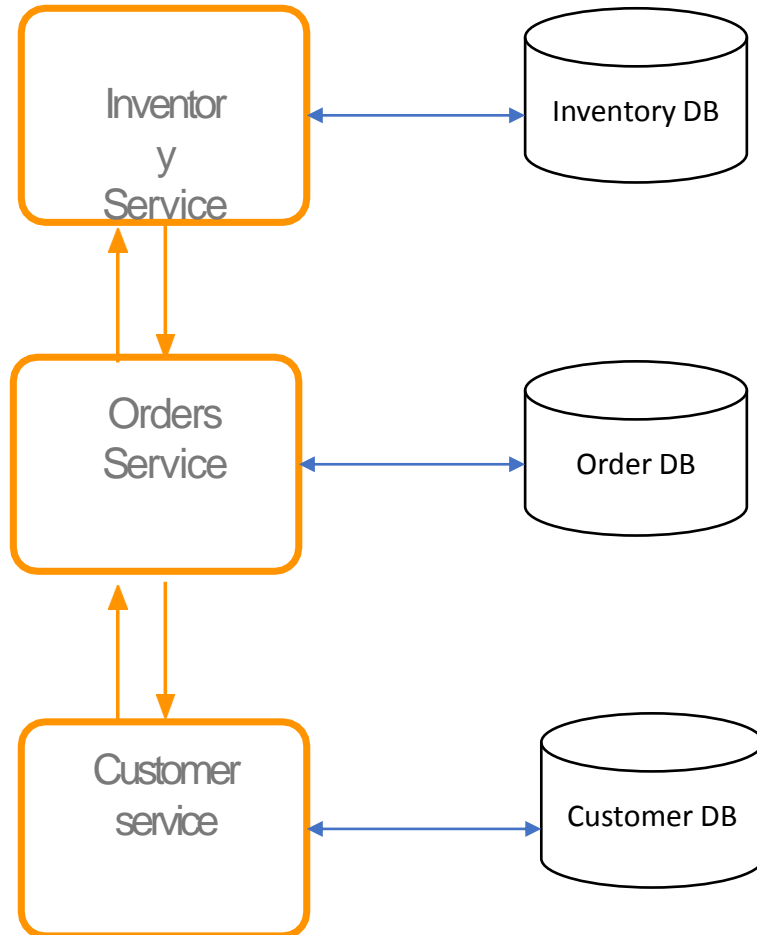 Inventor
y
Service
Inventory DB
Orders
Service
Order DB
Customer
service
Customer DB